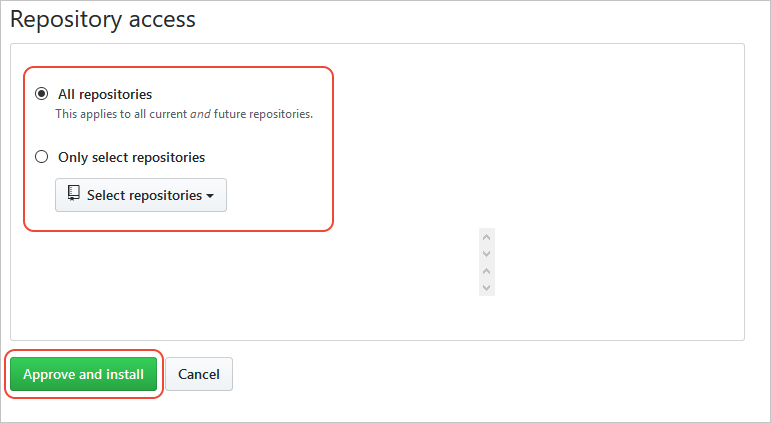 Repository access
All repositories
This applies to all current and future repositories.
Only select repositories
Select repositories
Approve and install
Cancel